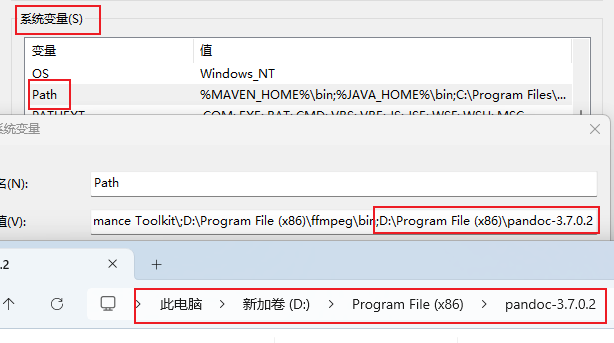 系统变量(S)
变量 值
OS Windows_NT
Path %MAVEN_HOME%\bin;%JAVA_HOME%\bin;C:\Program Files\...
PATHEXT .COM;.EXE;.BAT;.CMD;.VBS;.VBE;.JS;.JSE;.WSF;.WSH;.MSC
系统变量
名(N): Path
值(V): mance Toolkit\;D:\Program File (x86)\ffmpeg\bin;D:\Program File (x86)\pandoc-3.7.0.2
.2
此电脑 新加卷 (D:) Program File (x86) pandoc-3.7.0.2